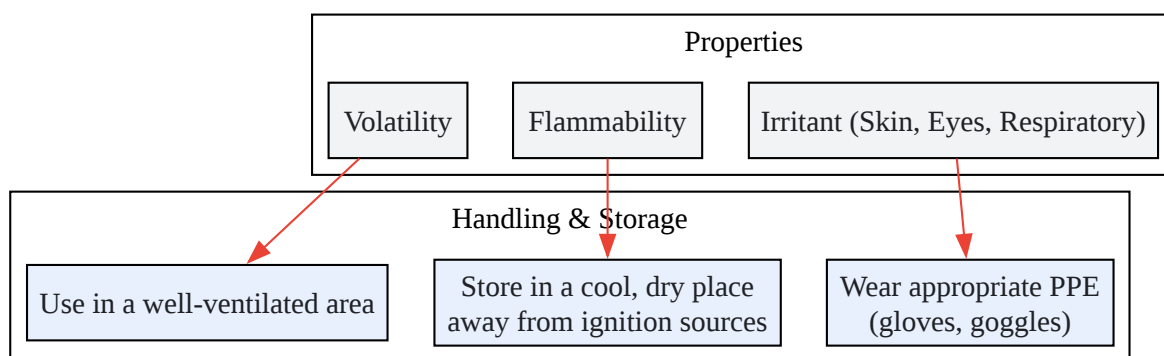 Properties
Volatility
Flammability
Irritant (Skin, Eyes, Respiratory)
Handling & Storage
Use in a well-ventilated area
Store in a cool, dry place
away from ignition sources
Wear appropriate PPE
(gloves, goggles)